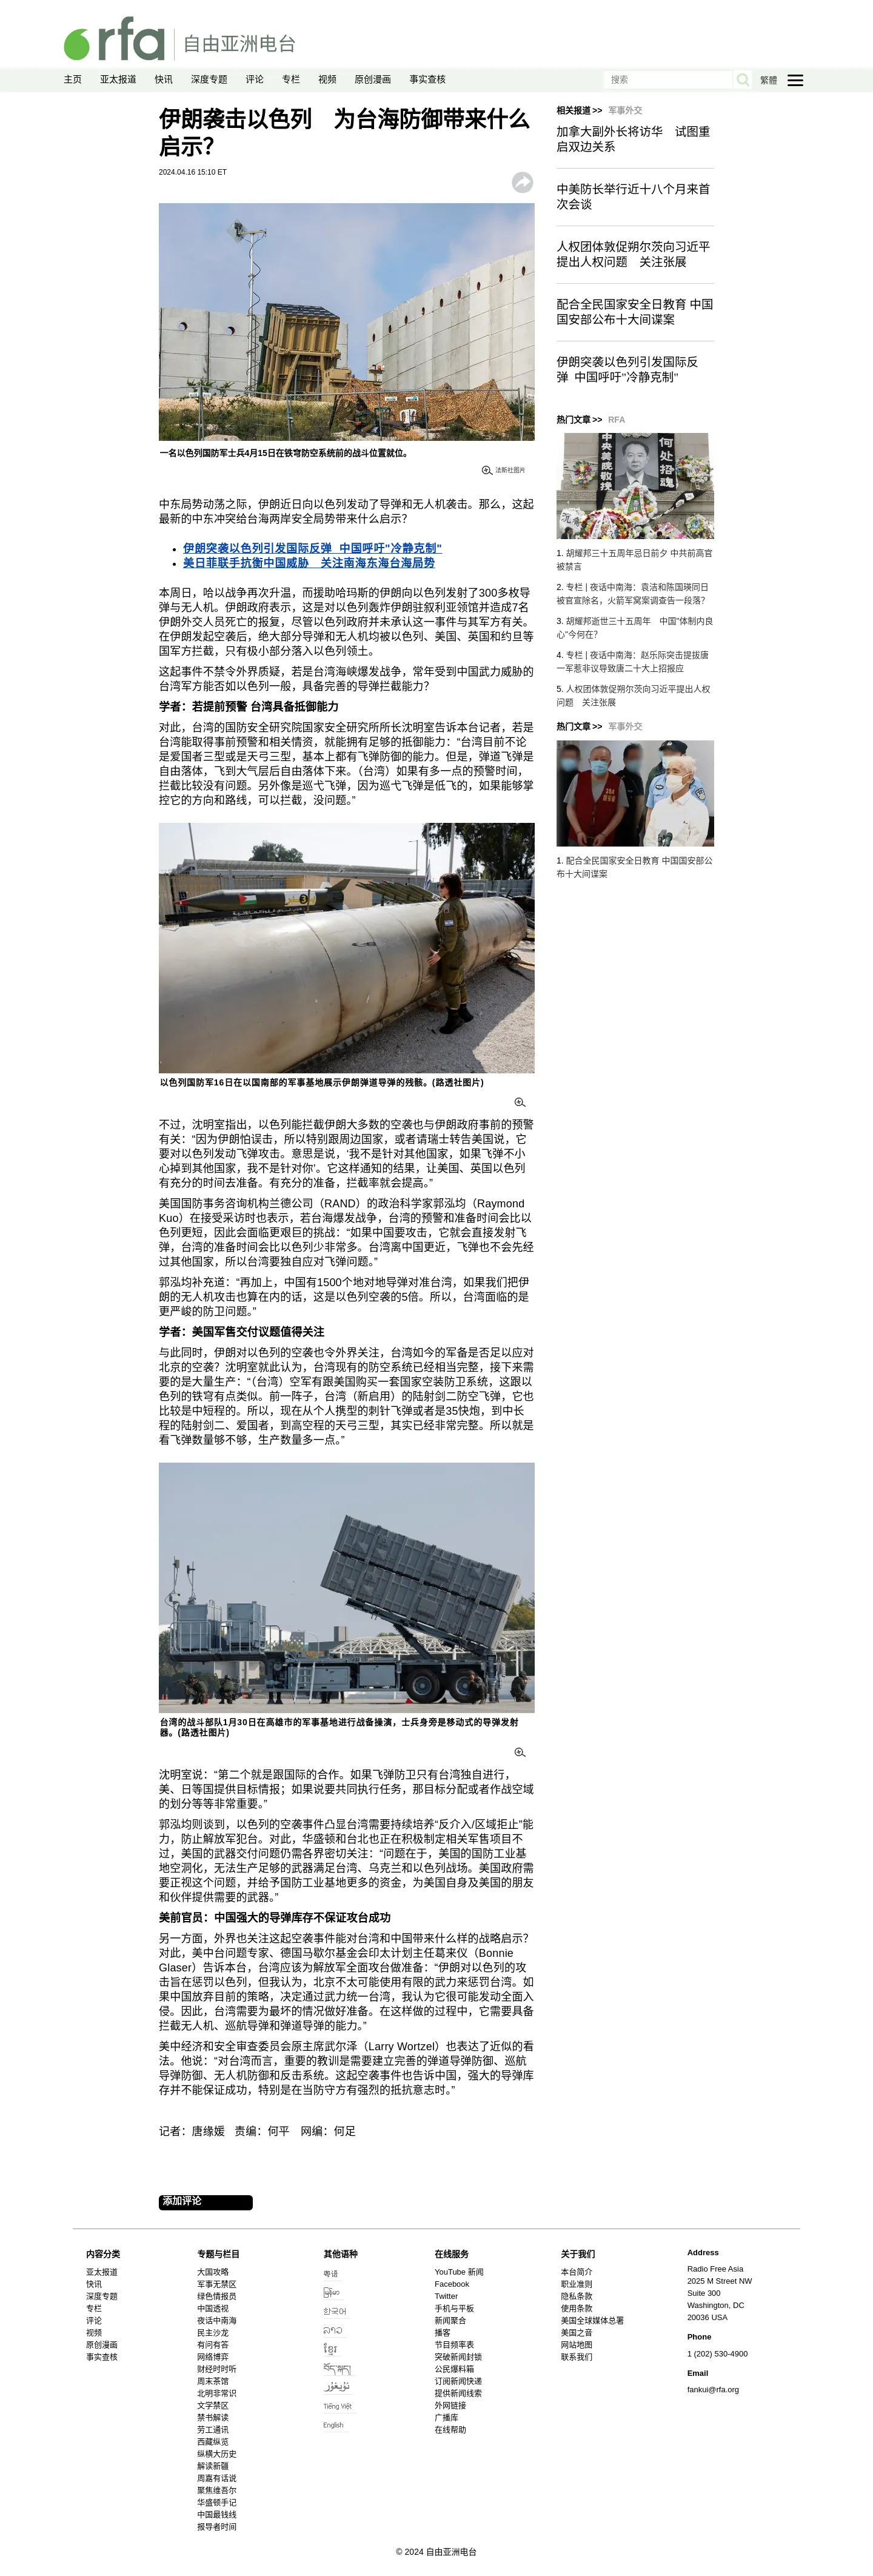 rfa 自由亚洲电台
主页 亚太报道 快讯 深度专题 评论 专栏 视频 原创漫画 事实查核 搜索 繁體
伊朗袭击以色列　为台海防御带来什么
启示？
2024.04.16 15:10 ET
一名以色列国防军士兵4月15日在铁穹防空系统前的战斗位置就位。
法新社图片
中东局势动荡之际，伊朗近日向以色列发动了导弹和无人机袭击。那么，这起
最新的中东冲突给台海两岸安全局势带来什么启示？
伊朗突袭以色列引发国际反弹 中国呼吁"冷静克制"
美日菲联手抗衡中国威胁　关注南海东海台海局势
本周日，哈以战争再次升温，而援助哈玛斯的伊朗向以色列发射了300多枚导
弹与无人机。伊朗政府表示，这是对以色列轰炸伊朗驻叙利亚领馆并造成7名
伊朗外交人员死亡的报复，尽管以色列政府并未承认这一事件与其军方有关。
在伊朗发起空袭后，绝大部分导弹和无人机均被以色列、美国、英国和约旦等
国军方拦截，只有极小部分落入以色列领土。
这起事件不禁令外界质疑，若是台湾海峡爆发战争，常年受到中国武力威胁的
台湾军方能否如以色列一般，具备完善的导弹拦截能力？
学者：若提前预警 台湾具备抵御能力
对此，台湾的国防安全研究院国家安全研究所所长沈明室告诉本台记者，若是
台湾能取得事前预警和相关情资，就能拥有足够的抵御能力：“台湾目前不论
是爱国者三型或是天弓三型，基本上都有飞弹防御的能力。但是，弹道飞弹是
自由落体，飞到大气层后自由落体下来。（台湾）如果有多一点的预警时间，
拦截比较没有问题。另外像是巡弋飞弹，因为巡弋飞弹是低飞的，如果能够掌
控它的方向和路线，可以拦截，没问题。”
以色列国防军16日在以国南部的军事基地展示伊朗弹道导弹的残骸。(路透社图片)
不过，沈明室指出，以色列能拦截伊朗大多数的空袭也与伊朗政府事前的预警
有关：“因为伊朗怕误击，所以特别跟周边国家，或者请瑞士转告美国说，它
要对以色列发动飞弹攻击。意思是说，‘我不是针对其他国家，如果飞弹不小
心掉到其他国家，我不是针对你’。它这样通知的结果，让美国、英国以色列
有充分的时间去准备。有充分的准备，拦截率就会提高。”
美国国防事务咨询机构兰德公司（RAND）的政治科学家郭泓均（Raymond
Kuo）在接受采访时也表示，若台海爆发战争，台湾的预警和准备时间会比以
色列更短，因此会面临更艰巨的挑战：“如果中国要攻击，它就会直接发射飞
弹，台湾的准备时间会比以色列少非常多。台湾离中国更近，飞弹也不会先经
过其他国家，所以台湾要独自应对飞弹问题。”
郭泓均补充道：“再加上，中国有1500个地对地导弹对准台湾，如果我们把伊
朗的无人机攻击也算在内的话，这是以色列空袭的5倍。所以，台湾面临的是
更严峻的防卫问题。”
学者：美国军售交付议题值得关注
与此同时，伊朗对以色列的空袭也令外界关注，台湾如今的军备是否足以应对
北京的空袭？沈明室就此认为，台湾现有的防空系统已经相当完整，接下来需
要的是大量生产：“（台湾）空军有跟美国购买一套国家空装防卫系统，这跟以
色列的铁穹有点类似。前一阵子，台湾（新启用）的陆射剑二防空飞弹，它也
比较是中短程的。所以，现在从个人携型的刺针飞弹或者是35快炮，到中长
程的陆射剑二、爱国者，到高空程的天弓三型，其实已经非常完整。所以就是
看飞弹数量够不够，生产数量多一点。”
台湾的战斗部队1月30日在高雄市的军事基地进行战备操演，士兵身旁是移动式的导弹发射
器。(路透社图片)
沈明室说：“第二个就是跟国际的合作。如果飞弹防卫只有台湾独自进行，
美、日等国提供目标情报；如果说要共同执行任务，那目标分配或者作战空域
的划分等等非常重要。”
郭泓均则谈到，以色列的空袭事件凸显台湾需要持续培养“反介入/区域拒止”能
力，防止解放军犯台。对此，华盛顿和台北也正在积极制定相关军售项目不
过，美国的武器交付问题仍需各界密切关注：“问题在于，美国的国防工业基
地空洞化，无法生产足够的武器满足台湾、乌克兰和以色列战场。美国政府需
要正视这个问题，并给予国防工业基地更多的资金，为美国自身及美国的朋友
和伙伴提供需要的武器。”
美前官员：中国强大的导弹库存不保证攻台成功
另一方面，外界也关注这起空袭事件能对台湾和中国带来什么样的战略启示？
对此，美中台问题专家、德国马歇尔基金会印太计划主任葛来仪（Bonnie
Glaser）告诉本台，台湾应该为解放军全面攻台做准备：“伊朗对以色列的攻
击旨在惩罚以色列，但我认为，北京不太可能使用有限的武力来惩罚台湾。如
果中国放弃目前的策略，决定通过武力统一台湾，我认为它很可能发动全面入
侵。因此，台湾需要为最坏的情况做好准备。在这样做的过程中，它需要具备
拦截无人机、巡航导弹和弹道导弹的能力。”
美中经济和安全审查委员会原主席武尔泽（Larry Wortzel）也表达了近似的看
法。他说：“对台湾而言，重要的教训是需要建立完善的弹道导弹防御、巡航
导弹防御、无人机防御和反击系统。这起空袭事件也告诉中国，强大的导弹库
存并不能保证成功，特别是在当防守方有强烈的抵抗意志时。”
记者：唐缘媛 责编：何平 网编：何足
添加评论
相关报道 >> 军事外交
加拿大副外长将访华　试图重
启双边关系
中美防长举行近十八个月来首
次会谈
人权团体敦促朔尔茨向习近平
提出人权问题　关注张展
配合全民国家安全日教育 中国
国安部公布十大间谍案
伊朗突袭以色列引发国际反
弹 中国呼吁"冷静克制"
热门文章 >> RFA
中央美院敬挽
何处招魂
1. 胡耀邦三十五周年忌日前夕 中共前高官
被禁言
2. 专栏 | 夜话中南海：袁洁和陈国瑛同日
被官宣除名，火箭军窝案调查告一段落？
3. 胡耀邦逝世三十五周年　中国“体制内良
心”今何在？
4. 专栏 | 夜话中南海：赵乐际突击提拔唐
一军惹非议导致唐二十大上招报应
5. 人权团体敦促朔尔茨向习近平提出人权
问题　关注张展
热门文章 >> 军事外交
1. 配合全民国家安全日教育 中国国安部公
布十大间谍案
内容分类
亚太报道
快讯
深度专题
专栏
评论
视频
原创漫画
事实查核
专题与栏目
大国攻略
军事无禁区
绿色情报员
中国透视
夜话中南海
民主沙龙
有问有答
网络博弈
财经时时听
周末茶馆
北明非常识
文学禁区
禁书解读
劳工通讯
西藏纵览
纵横大历史
解读新疆
周嘉有话说
聚焦维吾尔
华盛顿手记
中国最钱线
报导者时间
其他语种
粤语
မြန်မာ
한국어
ລາວ
ខ្មែរ
བོད་སྐད།
ئۇيغۇر
Tiếng Việt
English
在线服务
YouTube 新闻
Facebook
Twitter
手机与平板
新闻聚合
播客
节目频率表
突破新闻封锁
公民爆料箱
订阅新闻快递
提供新闻线索
外网链接
广播库
在线帮助
关于我们
本台简介
职业准则
隐私条款
使用条款
美国全球媒体总署
美国之音
网站地图
联系我们
Address
Radio Free Asia
2025 M Street NW
Suite 300
Washington, DC
20036 USA
Phone
1 (202) 530-4900
Email
fankui@rfa.org
© 2024 自由亚洲电台